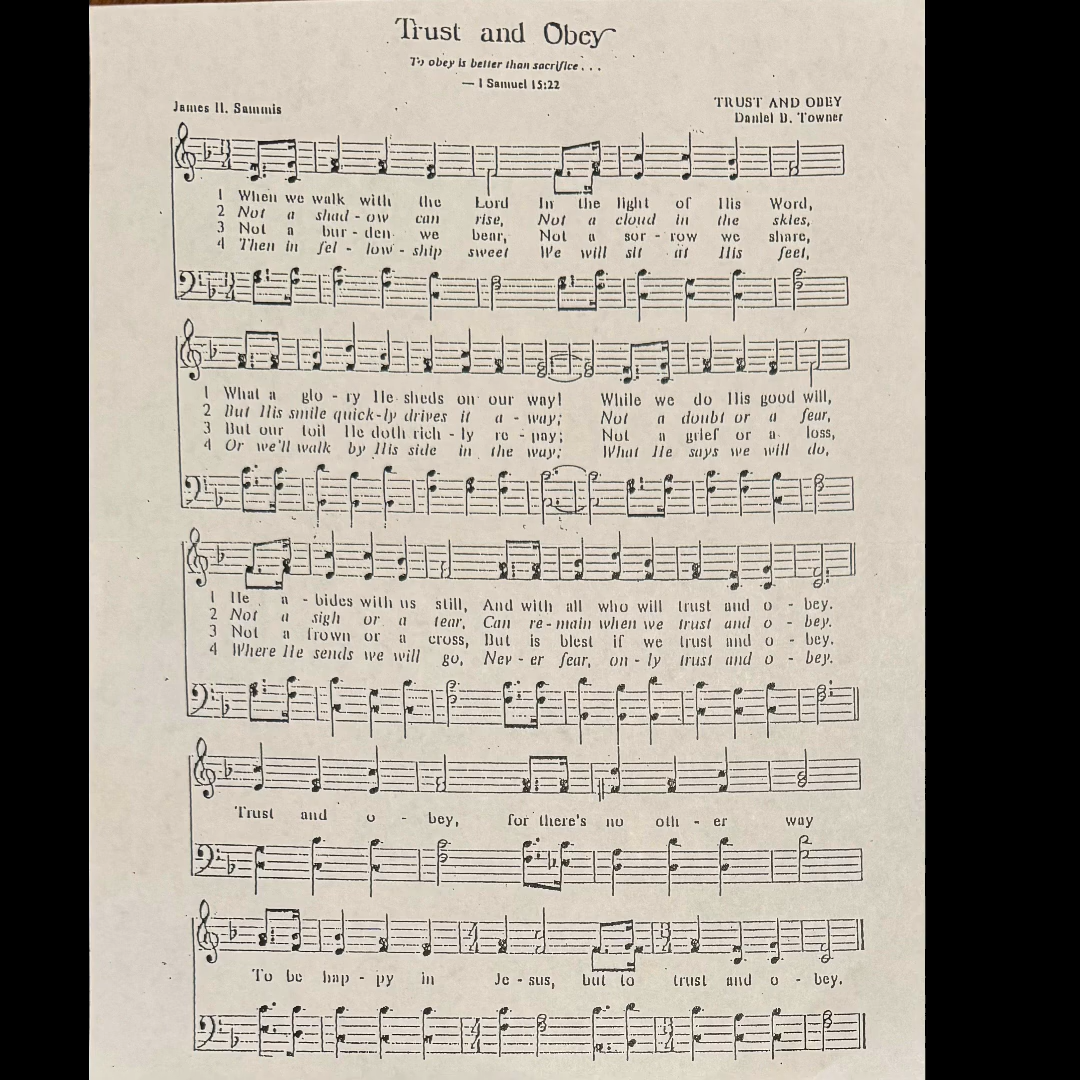 Trust and Obey
To obey is better than sacrifice . . .
— I Samuel 15:22
James H. Sammis
TRUST AND OBEY
Daniel B. Towner
1 When we walk with the Lord In the light of His Word,
2 Not a shad - ow can rise, Not a cloud in the skies,
3 Not a bur - den we bear, Not a sor - row we share,
4 Then in fel - low - ship sweet We will sit at His feet,
1 What a glo - ry He sheds on our way! While we do His good will,
2 But His smile quick-ly drives it a - way; Not a doubt or a fear,
3 But our toil He doth rich - ly re - pay; Not a grief or a loss,
4 Or we'll walk by His side in the way; What He says we will do,
1 He a - bides with us still, And with all who will trust and o - bey.
2 Not a sigh or a tear, Can re - main when we trust and o - bey.
3 Not a frown or a cross, But is blest if we trust and o - bey.
4 Where He sends we will go, Nev - er fear, on - ly trust and o - bey.
Trust and o - bey, for there's no oth - er way
To be hap - py in Je - sus, but to trust and o - bey.